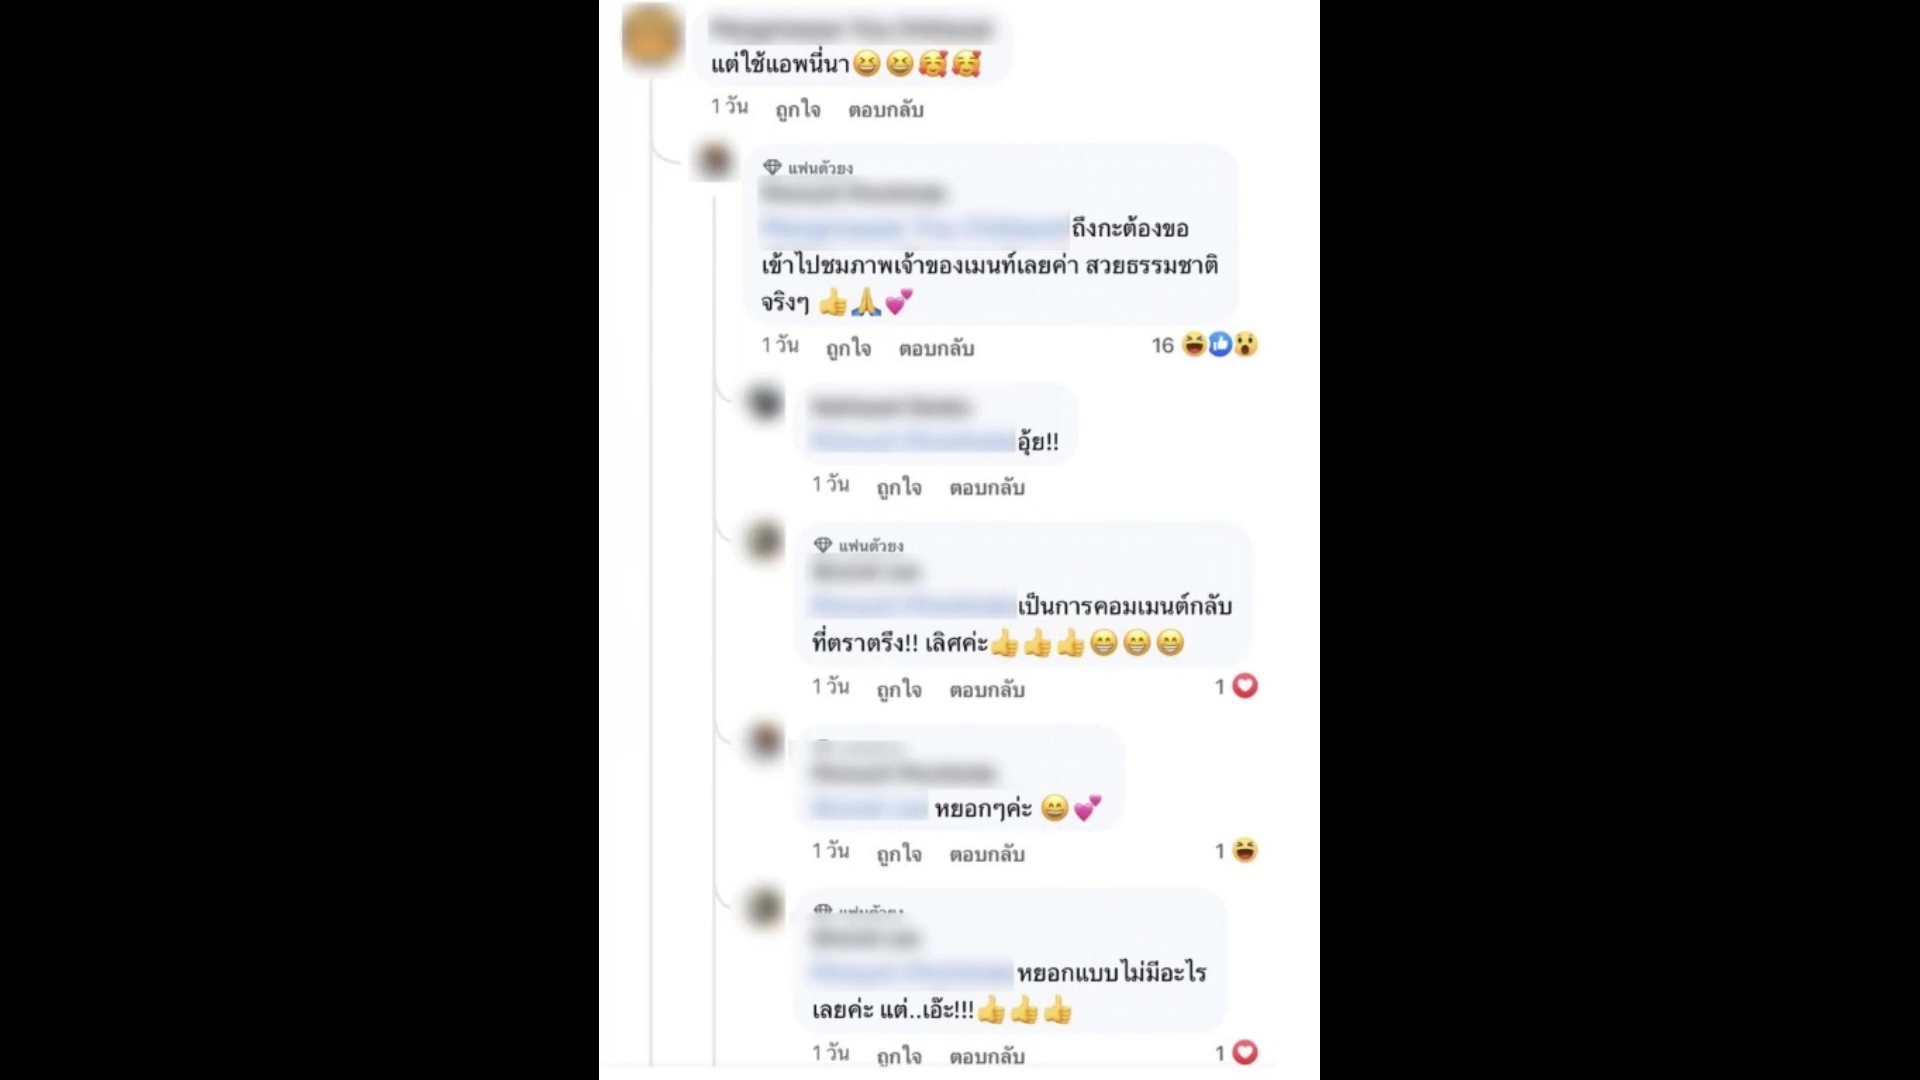 แต่ใช้แอพนี่นา😆😆🥰🥰
1 วัน ถูกใจ ตอบกลับ
แฟนตัวยง
ถึงกะต้องขอ
เข้าไปชมภาพเจ้าของเมนท์เลยค่า สวยธรรมชาติ
จริงๆ 👍🙏💕
1 วัน ถูกใจ ตอบกลับ 16
อุ้ย!!
1 วัน ถูกใจ ตอบกลับ
แฟนตัวยง
เป็นการคอมเมนต์กลับ
ที่ตราตรึง!! เลิศค่ะ👍👍👍😁😁😁
1 วัน ถูกใจ ตอบกลับ 1
หยอกๆค่ะ 😄💕
1 วัน ถูกใจ ตอบกลับ 1
แฟนตัวยง
หยอกแบบไม่มีอะไร
เลยค่ะ แต่..เอ๊ะ!!!👍👍👍
1 วัน ถูกใจ ตอบกลับ 1